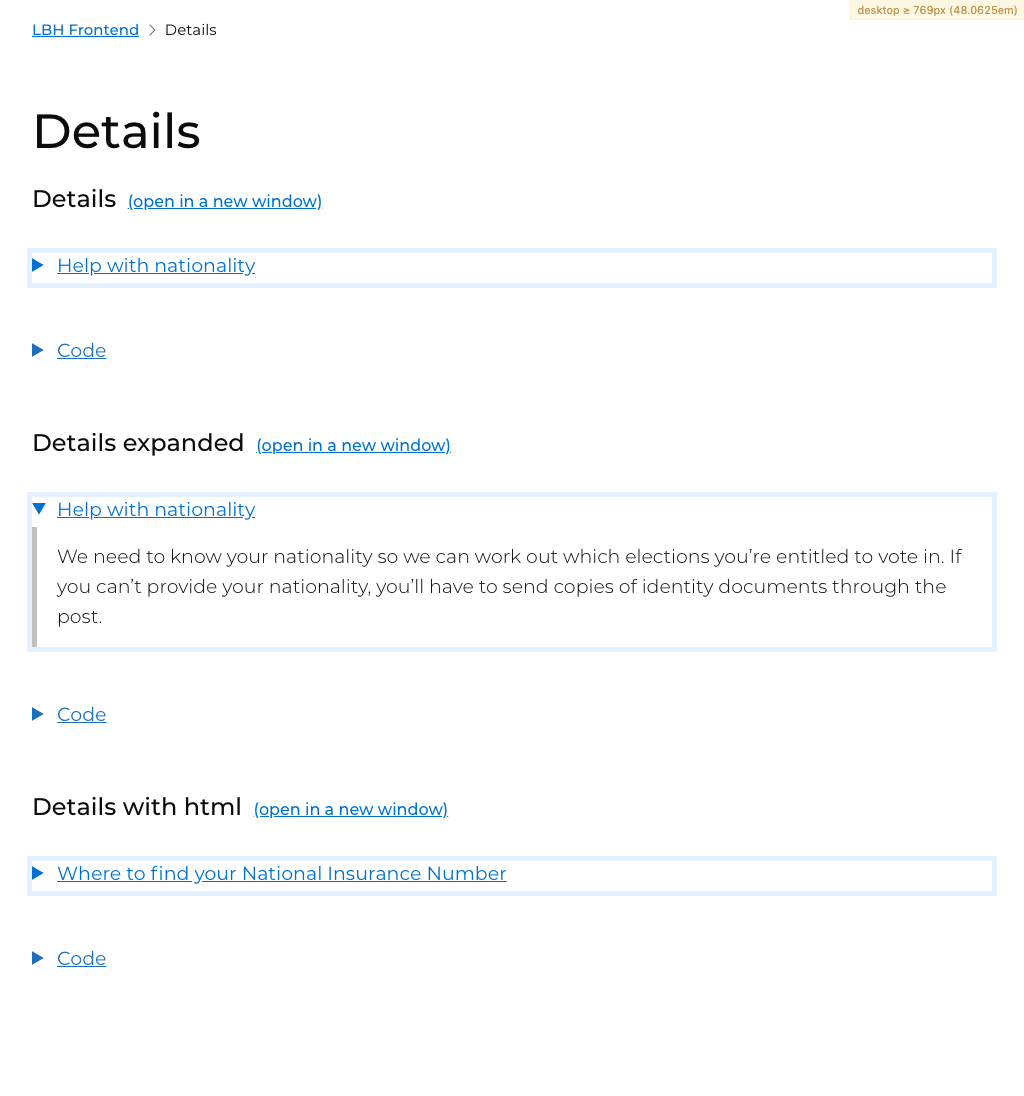 desktop ≥ 769px (48.0625em)
LBH Frontend > Details
Details
Details (open in a new window)
Help with nationality
Code
Details expanded (open in a new window)
Help with nationality
We need to know your nationality so we can work out which elections you’re entitled to vote in. If
you can’t provide your nationality, you’ll have to send copies of identity documents through the
post.
Code
Details with html (open in a new window)
Where to find your National Insurance Number
Code